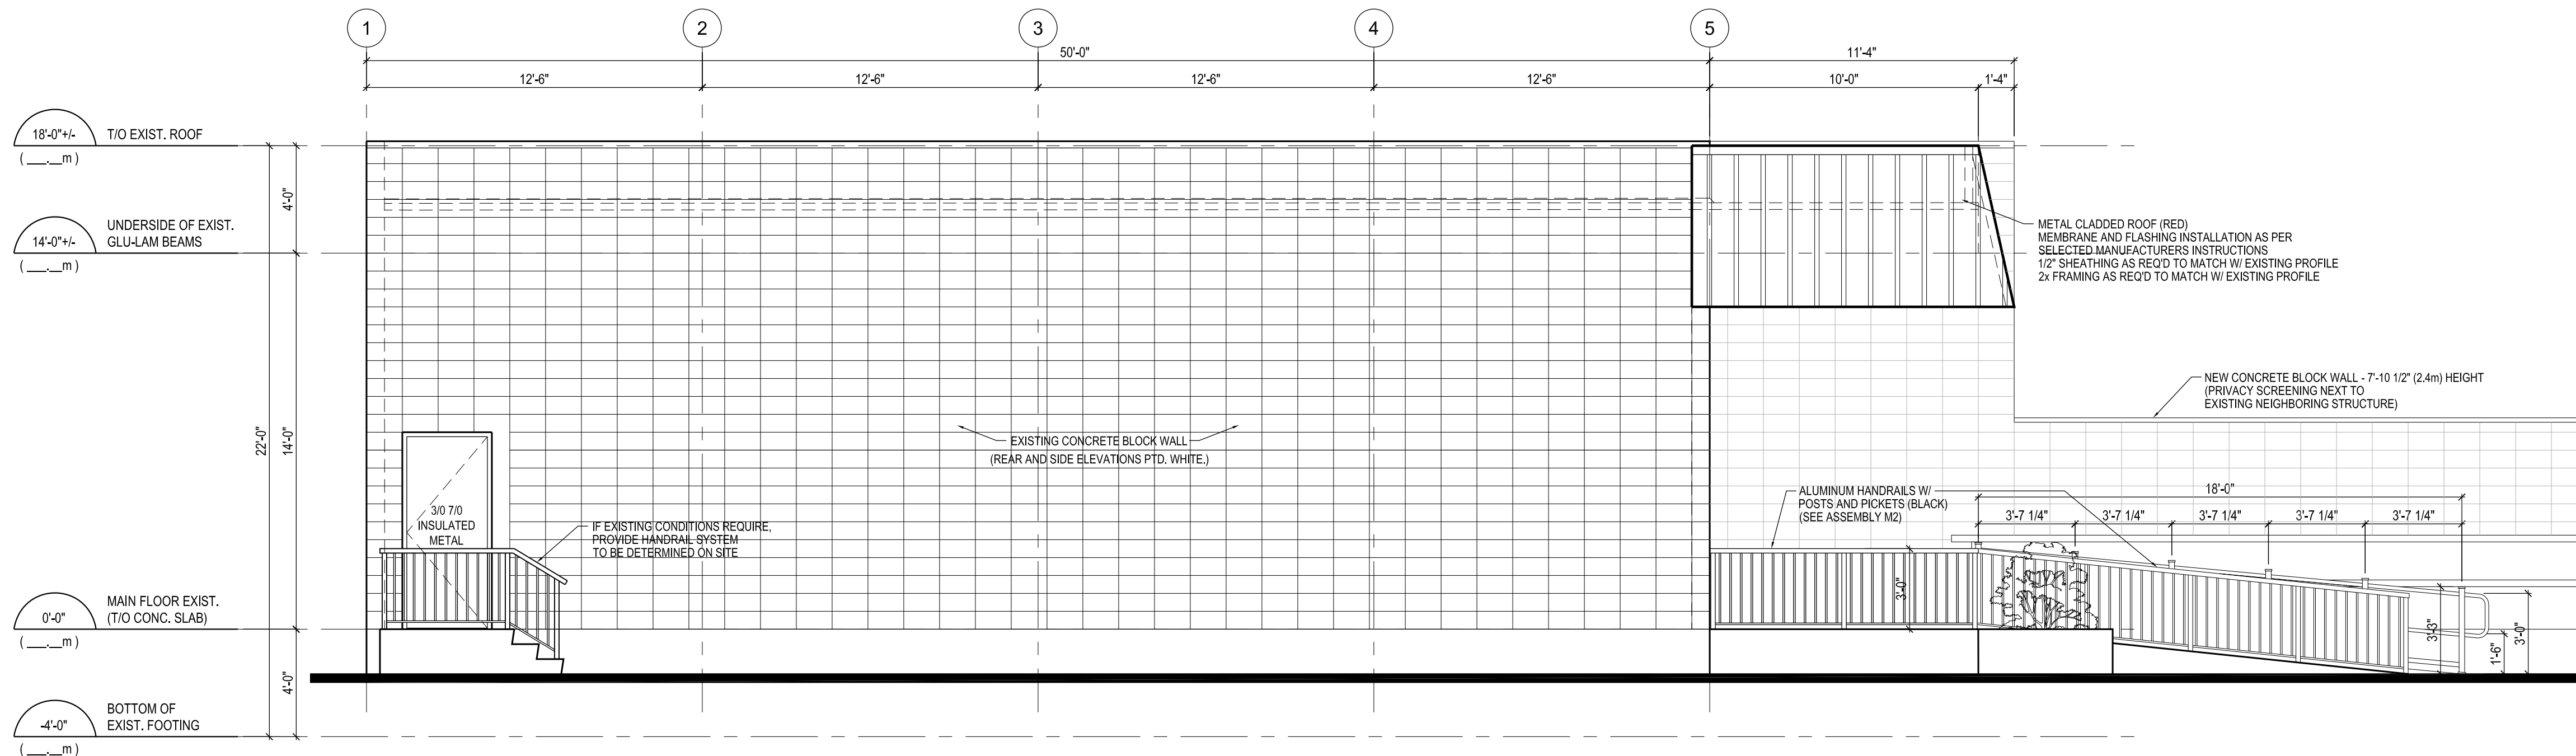 1
2
3
4
5
50'-0"
11'-4"
12'-6"
12'-6"
12'-6"
12'-6"
10'-0"
1'-4"
18'-0"+/-
T/O EXIST. ROOF
( ___.__m )
4'-0"
14'-0"+/-
UNDERSIDE OF EXIST.
GLU-LAM BEAMS
( ___.__m )
METAL CLADDED ROOF (RED)
MEMBRANE AND FLASHING INSTALLATION AS PER
SELECTED MANUFACTURERS INSTRUCTIONS
1/2" SHEATHING AS REQ'D TO MATCH W/ EXISTING PROFILE
2x FRAMING AS REQ'D TO MATCH W/ EXISTING PROFILE
NEW CONCRETE BLOCK WALL - 7'-10 1/2" (2.4m) HEIGHT
(PRIVACY SCREENING NEXT TO
EXISTING NEIGHBORING STRUCTURE)
22'-0"
14'-0"
EXISTING CONCRETE BLOCK WALL
(REAR AND SIDE ELEVATIONS PTD. WHITE.)
3/0 7/0
INSULATED
METAL
IF EXISTING CONDITIONS REQUIRE,
PROVIDE HANDRAIL SYSTEM
TO BE DETERMINED ON SITE
ALUMINUM HANDRAILS W/
POSTS AND PICKETS (BLACK)
(SEE ASSEMBLY M2)
18'-0"
3'-7 1/4"
3'-7 1/4"
3'-7 1/4"
3'-7 1/4"
3'-7 1/4"
3'-0"
3'-3"
1'-6"
3'-0"
0'-0"
MAIN FLOOR EXIST.
(T/O CONC. SLAB)
( ___.__m )
4'-0"
-4'-0"
BOTTOM OF
EXIST. FOOTING
( ___.__m )